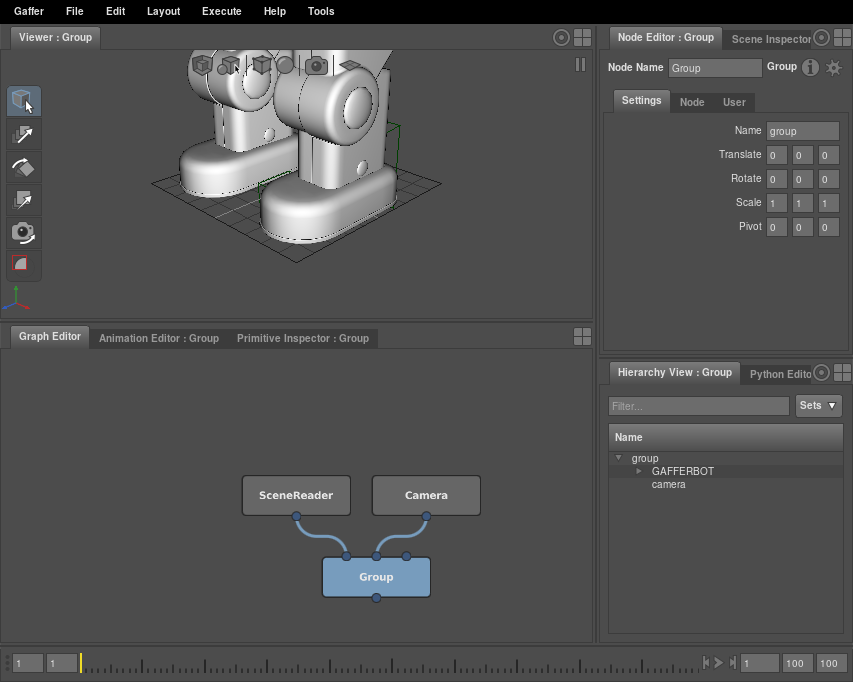 Gaffer File Edit Layout Execute Help Tools
Viewer : Group
Node Editor : Group Scene Inspector
Node Name Group Group
Settings Node User
Name group
Translate 0 0 0
Rotate 0 0 0
Scale 1 1 1
Pivot 0 0 0
Graph Editor Animation Editor : Group Primitive Inspector : Group
SceneReader Camera
Group
Hierarchy View : Group Python Edito
Filter...
Sets
Name
group
GAFFERBOT
camera
1 1 1 100 100